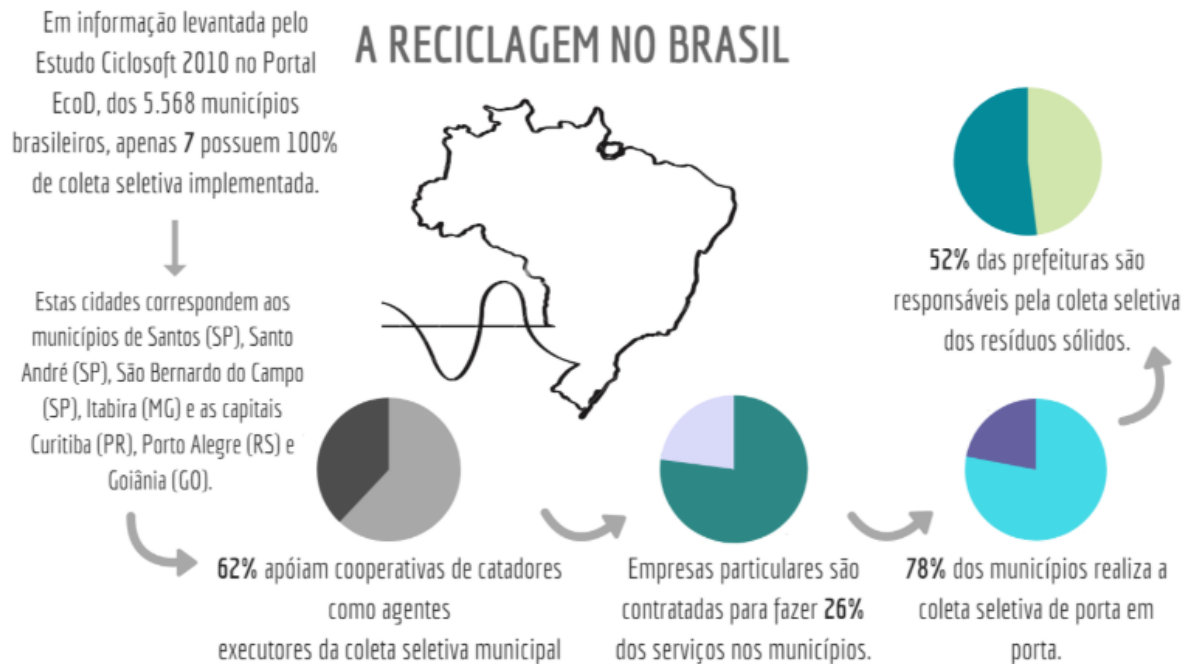 A RECICLAGEM NO BRASIL
Em informação levantada pelo
Estudo Ciclosoft 2010 no Portal
EcoD, dos 5.568 municípios
brasileiros, apenas 7 possuem 100%
de coleta seletiva implementada.
Estas cidades correspondem aos
municípios de Santos (SP), Santo
André (SP), São Bernardo do Campo
(SP), Itabira (MG) e as capitais
Curitiba (PR), Porto Alegre (RS) e
Goiânia (GO).
62% apóiam cooperativas de catadores
como agentes
executores da coleta seletiva municipal
Empresas particulares são
contratadas para fazer 26%
dos serviços nos municípios.
78% dos municípios realiza a
coleta seletiva de porta em
porta.
52% das prefeituras são
responsáveis pela coleta seletiva
dos resíduos sólidos.